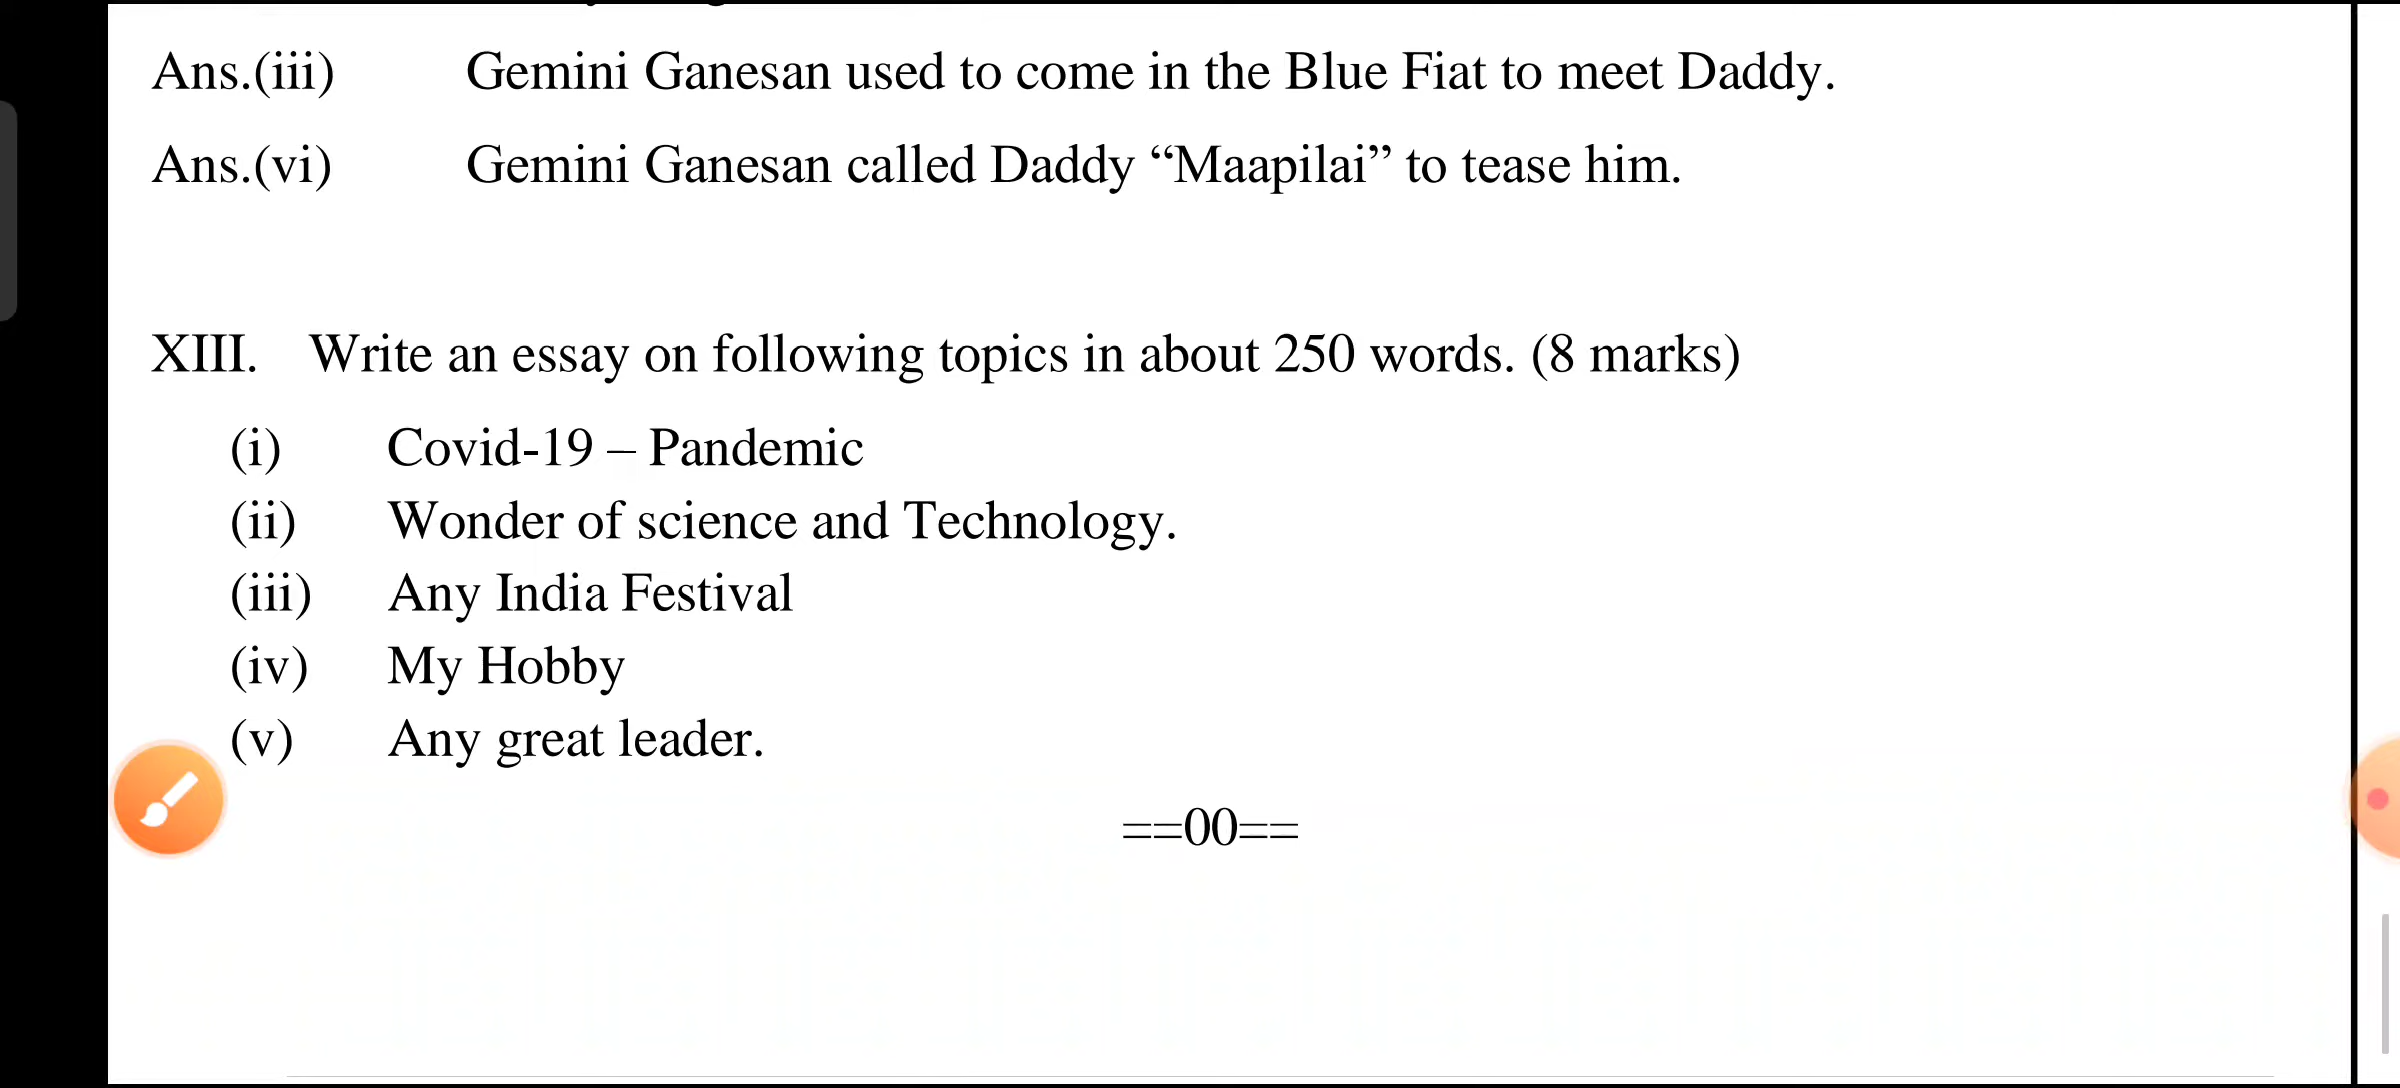 Ans.(iii) Gemini Ganesan used to come in the Blue Fiat to meet Daddy.
Ans.(vi) Gemini Ganesan called Daddy “Maapilai” to tease him.
XIII. Write an essay on following topics in about 250 words. (8 marks)
(i) Covid-19 – Pandemic
(ii) Wonder of science and Technology.
(iii) Any India Festival
(iv) My Hobby
(v) Any great leader.
==00==